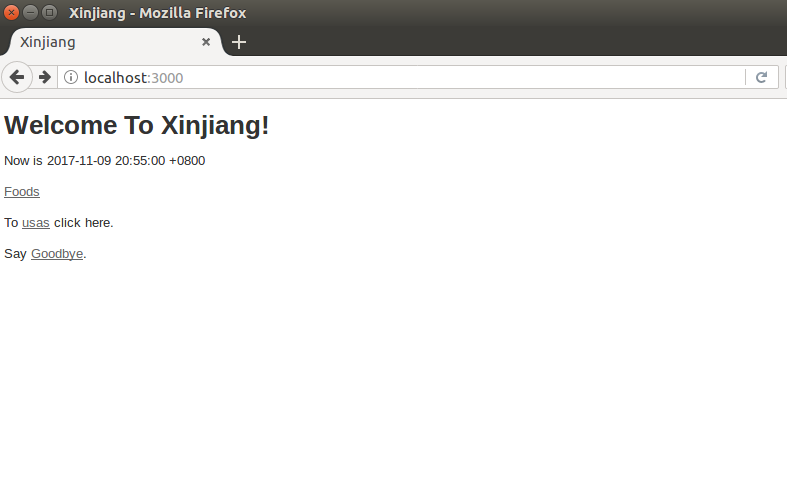 Xinjiang - Mozilla Firefox
Xinjiang
localhost:3000
Welcome To Xinjiang!
Now is 2017-11-09 20:55:00 +0800
Foods
To usas click here.
Say Goodbye.